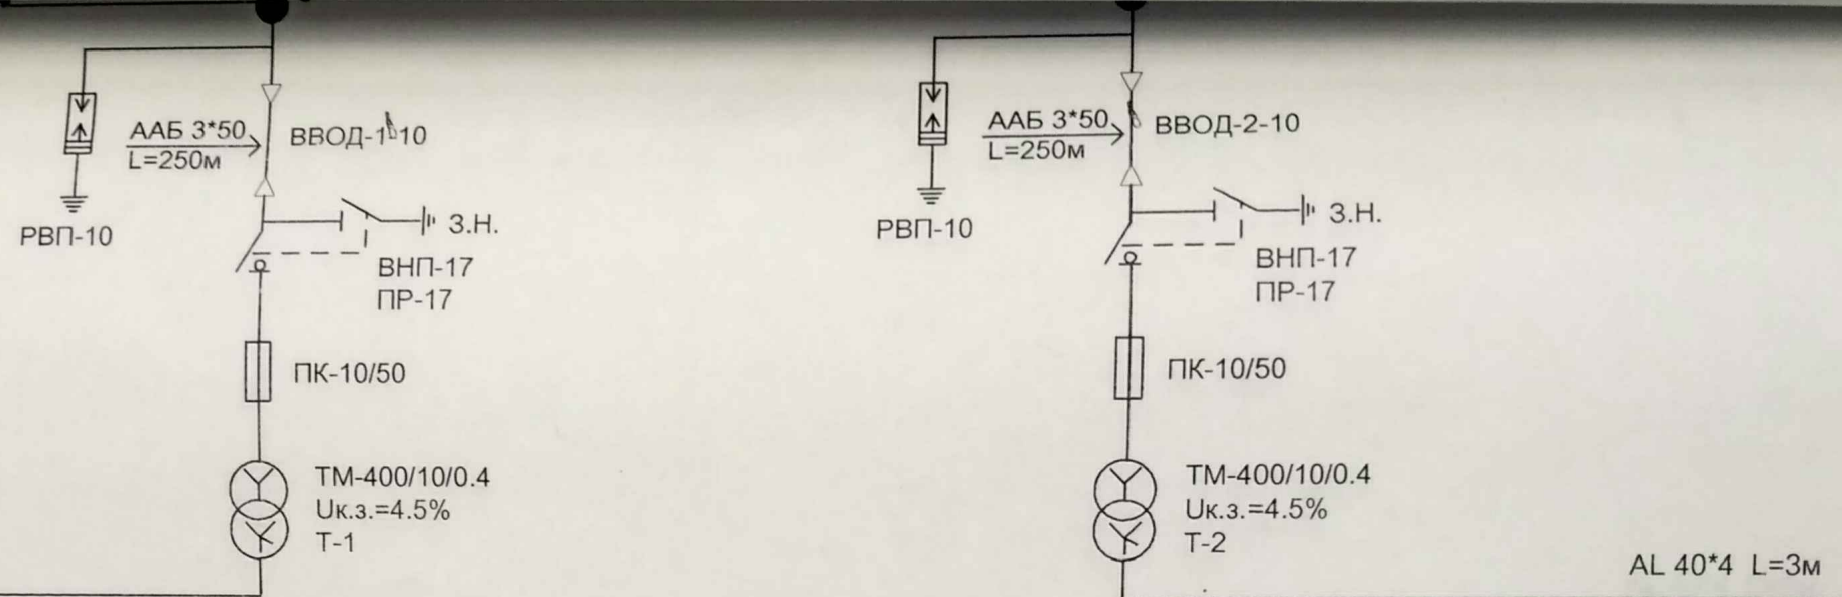 ААБ 3*50
L=250м
ВВОД-1-10
РВП-10
З.Н.
ВНП-17
ПР-17
ПК-10/50
ТМ-400/10/0.4
Uк.з.=4.5%
Т-1
ААБ 3*50
L=250м
ВВОД-2-10
РВП-10
З.Н.
ВНП-17
ПР-17
ПК-10/50
ТМ-400/10/0.4
Uк.з.=4.5%
Т-2
AL 40*4 L=3м